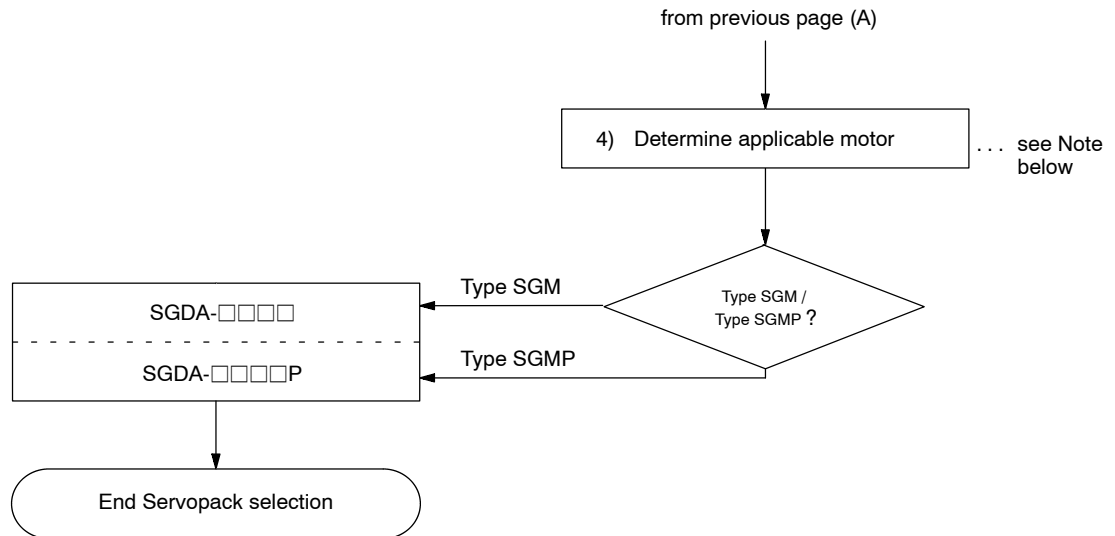 from previous page (A)
4) Determine applicable motor
. . . see Note
below
Type SGM /
Type SGMP ?
Type SGM
SGDA-□□□□
Type SGMP
SGDA-□□□□P
End Servopack selection